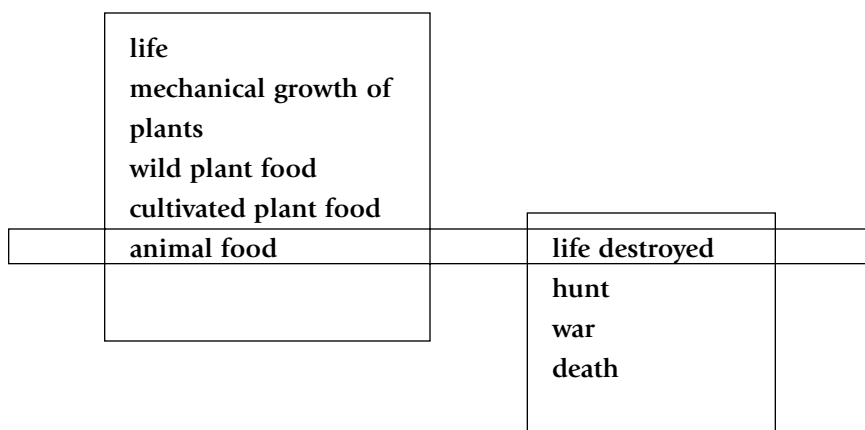 life
mechanical growth of
plants
wild plant food
cultivated plant food
animal food
life destroyed
hunt
war
death